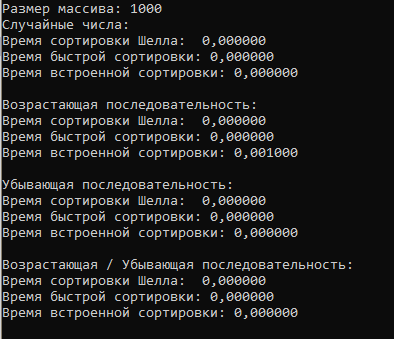 Размер массива: 1000
Случайные числа:
Время сортировки Шелла:  0,000000
Время быстрой сортировки: 0,000000
Время встроенной сортировки: 0,000000
Возрастающая последовательность:
Время сортировки Шелла:  0,000000
Время быстрой сортировки: 0,000000
Время встроенной сортировки: 0,001000
Убывающая последовательность:
Время сортировки Шелла:  0,000000
Время быстрой сортировки: 0,000000
Время встроенной сортировки: 0,000000
Возрастающая / Убывающая последовательность:
Время сортировки Шелла:  0,000000
Время быстрой сортировки: 0,000000
Время встроенной сортировки: 0,000000